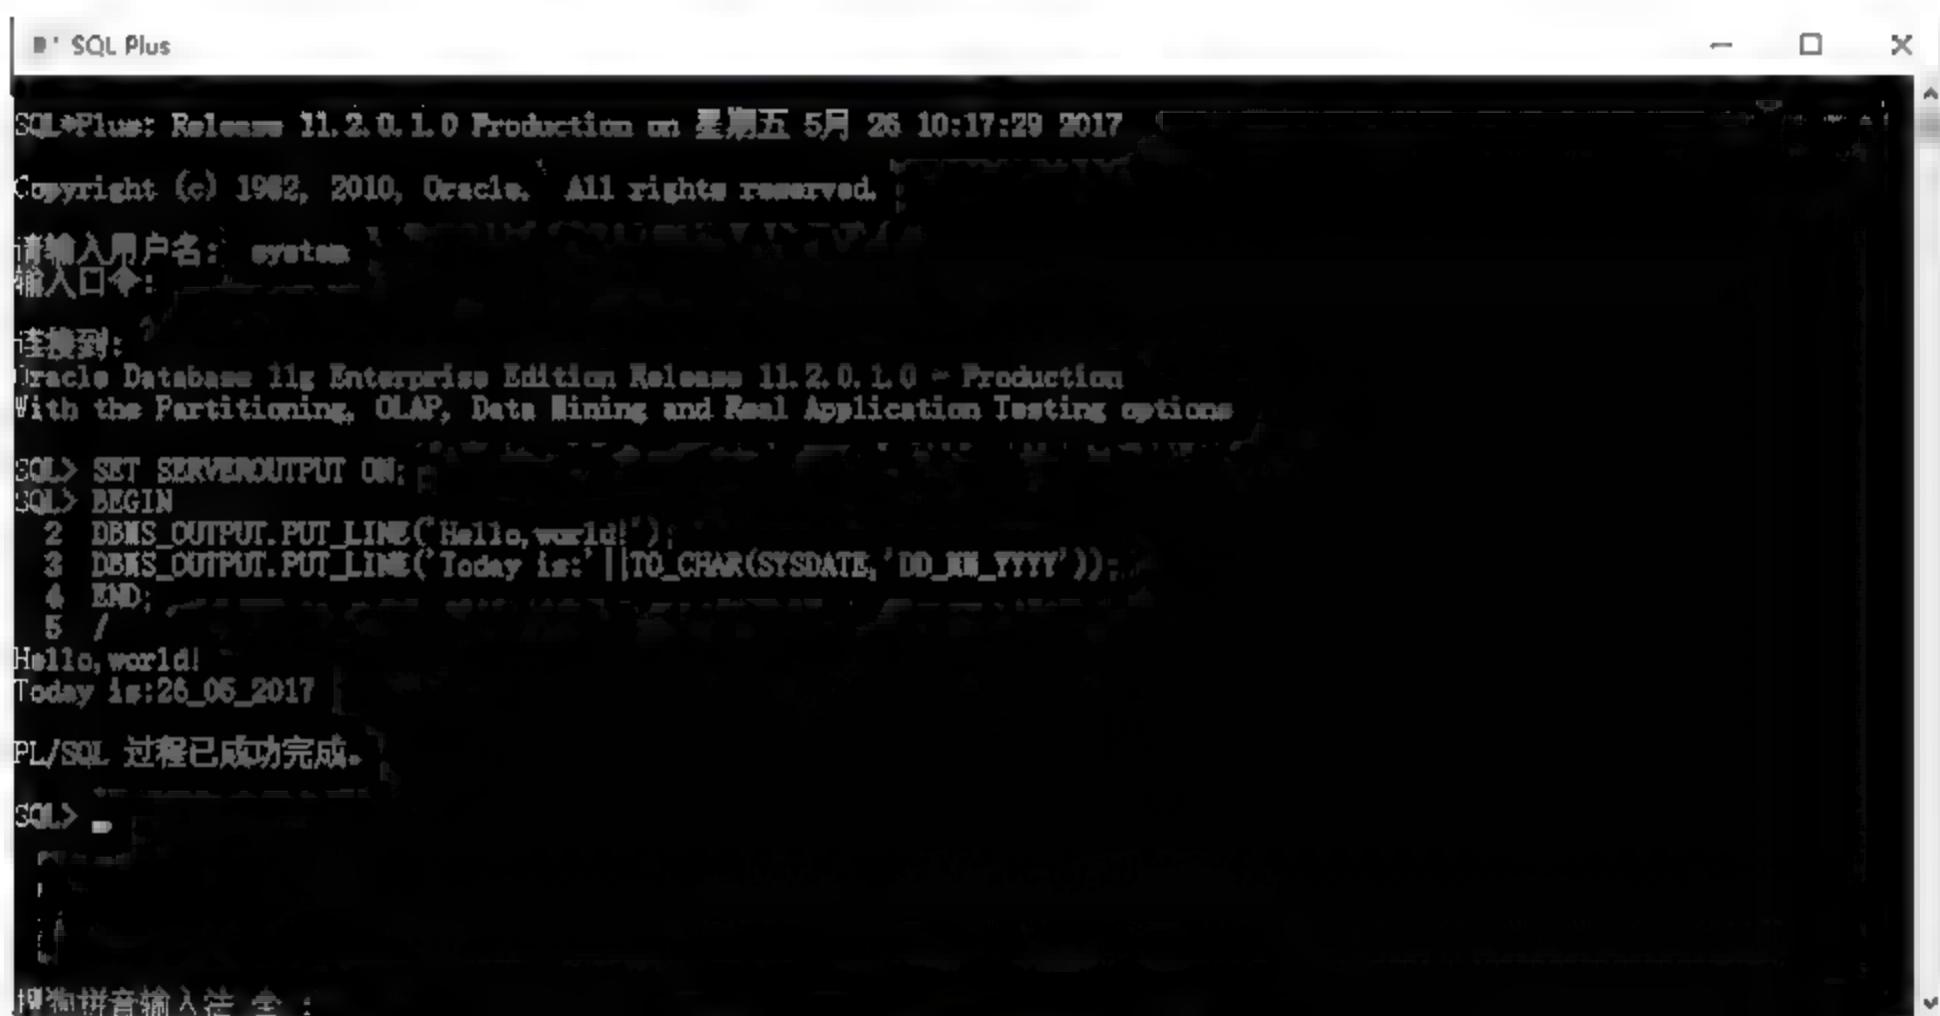 SQL Plus
SQL*Plus: Release 11.2.0.1.0 Production on 星期五 5月 26 10:17:29 2017
Copyright (c) 1982, 2010, Oracle.  All rights reserved.
请输入用户名:  system
输入口令:
连接到:
Oracle Database 11g Enterprise Edition Release 11.2.0.1.0 - Production
With the Partitioning, OLAP, Data Mining and Real Application Testing options
SQL> SET SERVEROUTPUT ON;
SQL> BEGIN
2  DBMS_OUTPUT.PUT_LINE('Hello,world!');
3  DBMS_OUTPUT.PUT_LINE('Today is:'||TO_CHAR(SYSDATE,'DD_MM_YYYY'));
4  END;
5  /
Hello,world!
Today is:26_05_2017
PL/SQL 过程已成功完成。
SQL>
搜狗拼音输入法 全 :